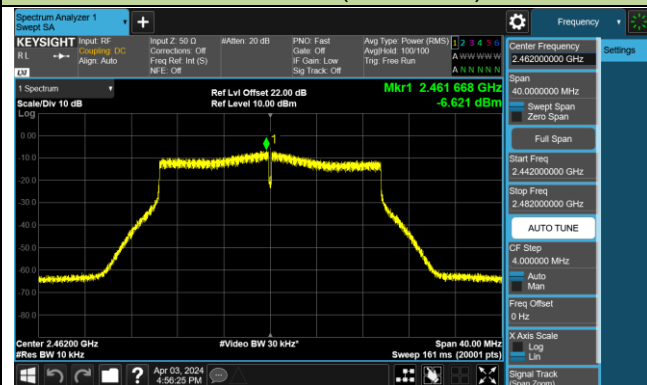 Spectrum Analyzer 1
Swept SA
Frequency
KEYSIGHT
Input: RF
Coupling: DC
Align: Auto
Input Z: 50 Ω
Corrections: Off
Freq Ref: Int (S)
NFE: Off
#Atten: 20 dB
PNO: Fast
Gate: Off
IF Gain: Low
Sig Track: Off
Avg Type: Power (RMS)
Avg|Hold: 100/100
Trig: Free Run
1 2 3 4 5 6
A W W W W W
A N N N N N
R L
LXI
1 Spectrum
Scale/Div 10 dB
Log
Ref Lvl Offset 22.00 dB
Ref Level 10.00 dBm
Mkr1 2.461 668 GHz
-6.621 dBm
1
0.00
-10.0
-20.0
-30.0
-40.0
-50.0
-60.0
-70.0
-80.0
Center 2.46200 GHz
#Res BW 10 kHz
#Video BW 30 kHz*
Span 40.00 MHz
Sweep 161 ms (20001 pts)
Center Frequency
2.462000000 GHz
Settings
Span
40.0000000 MHz
Swept Span
Zero Span
Full Span
Start Freq
2.442000000 GHz
Stop Freq
2.482000000 GHz
AUTO TUNE
CF Step
4.000000 MHz
Auto
Man
Freq Offset
0 Hz
X Axis Scale
Log
Lin
Signal Track
(Span Zoom)
?
Apr 03, 2024
4:56:25 PM